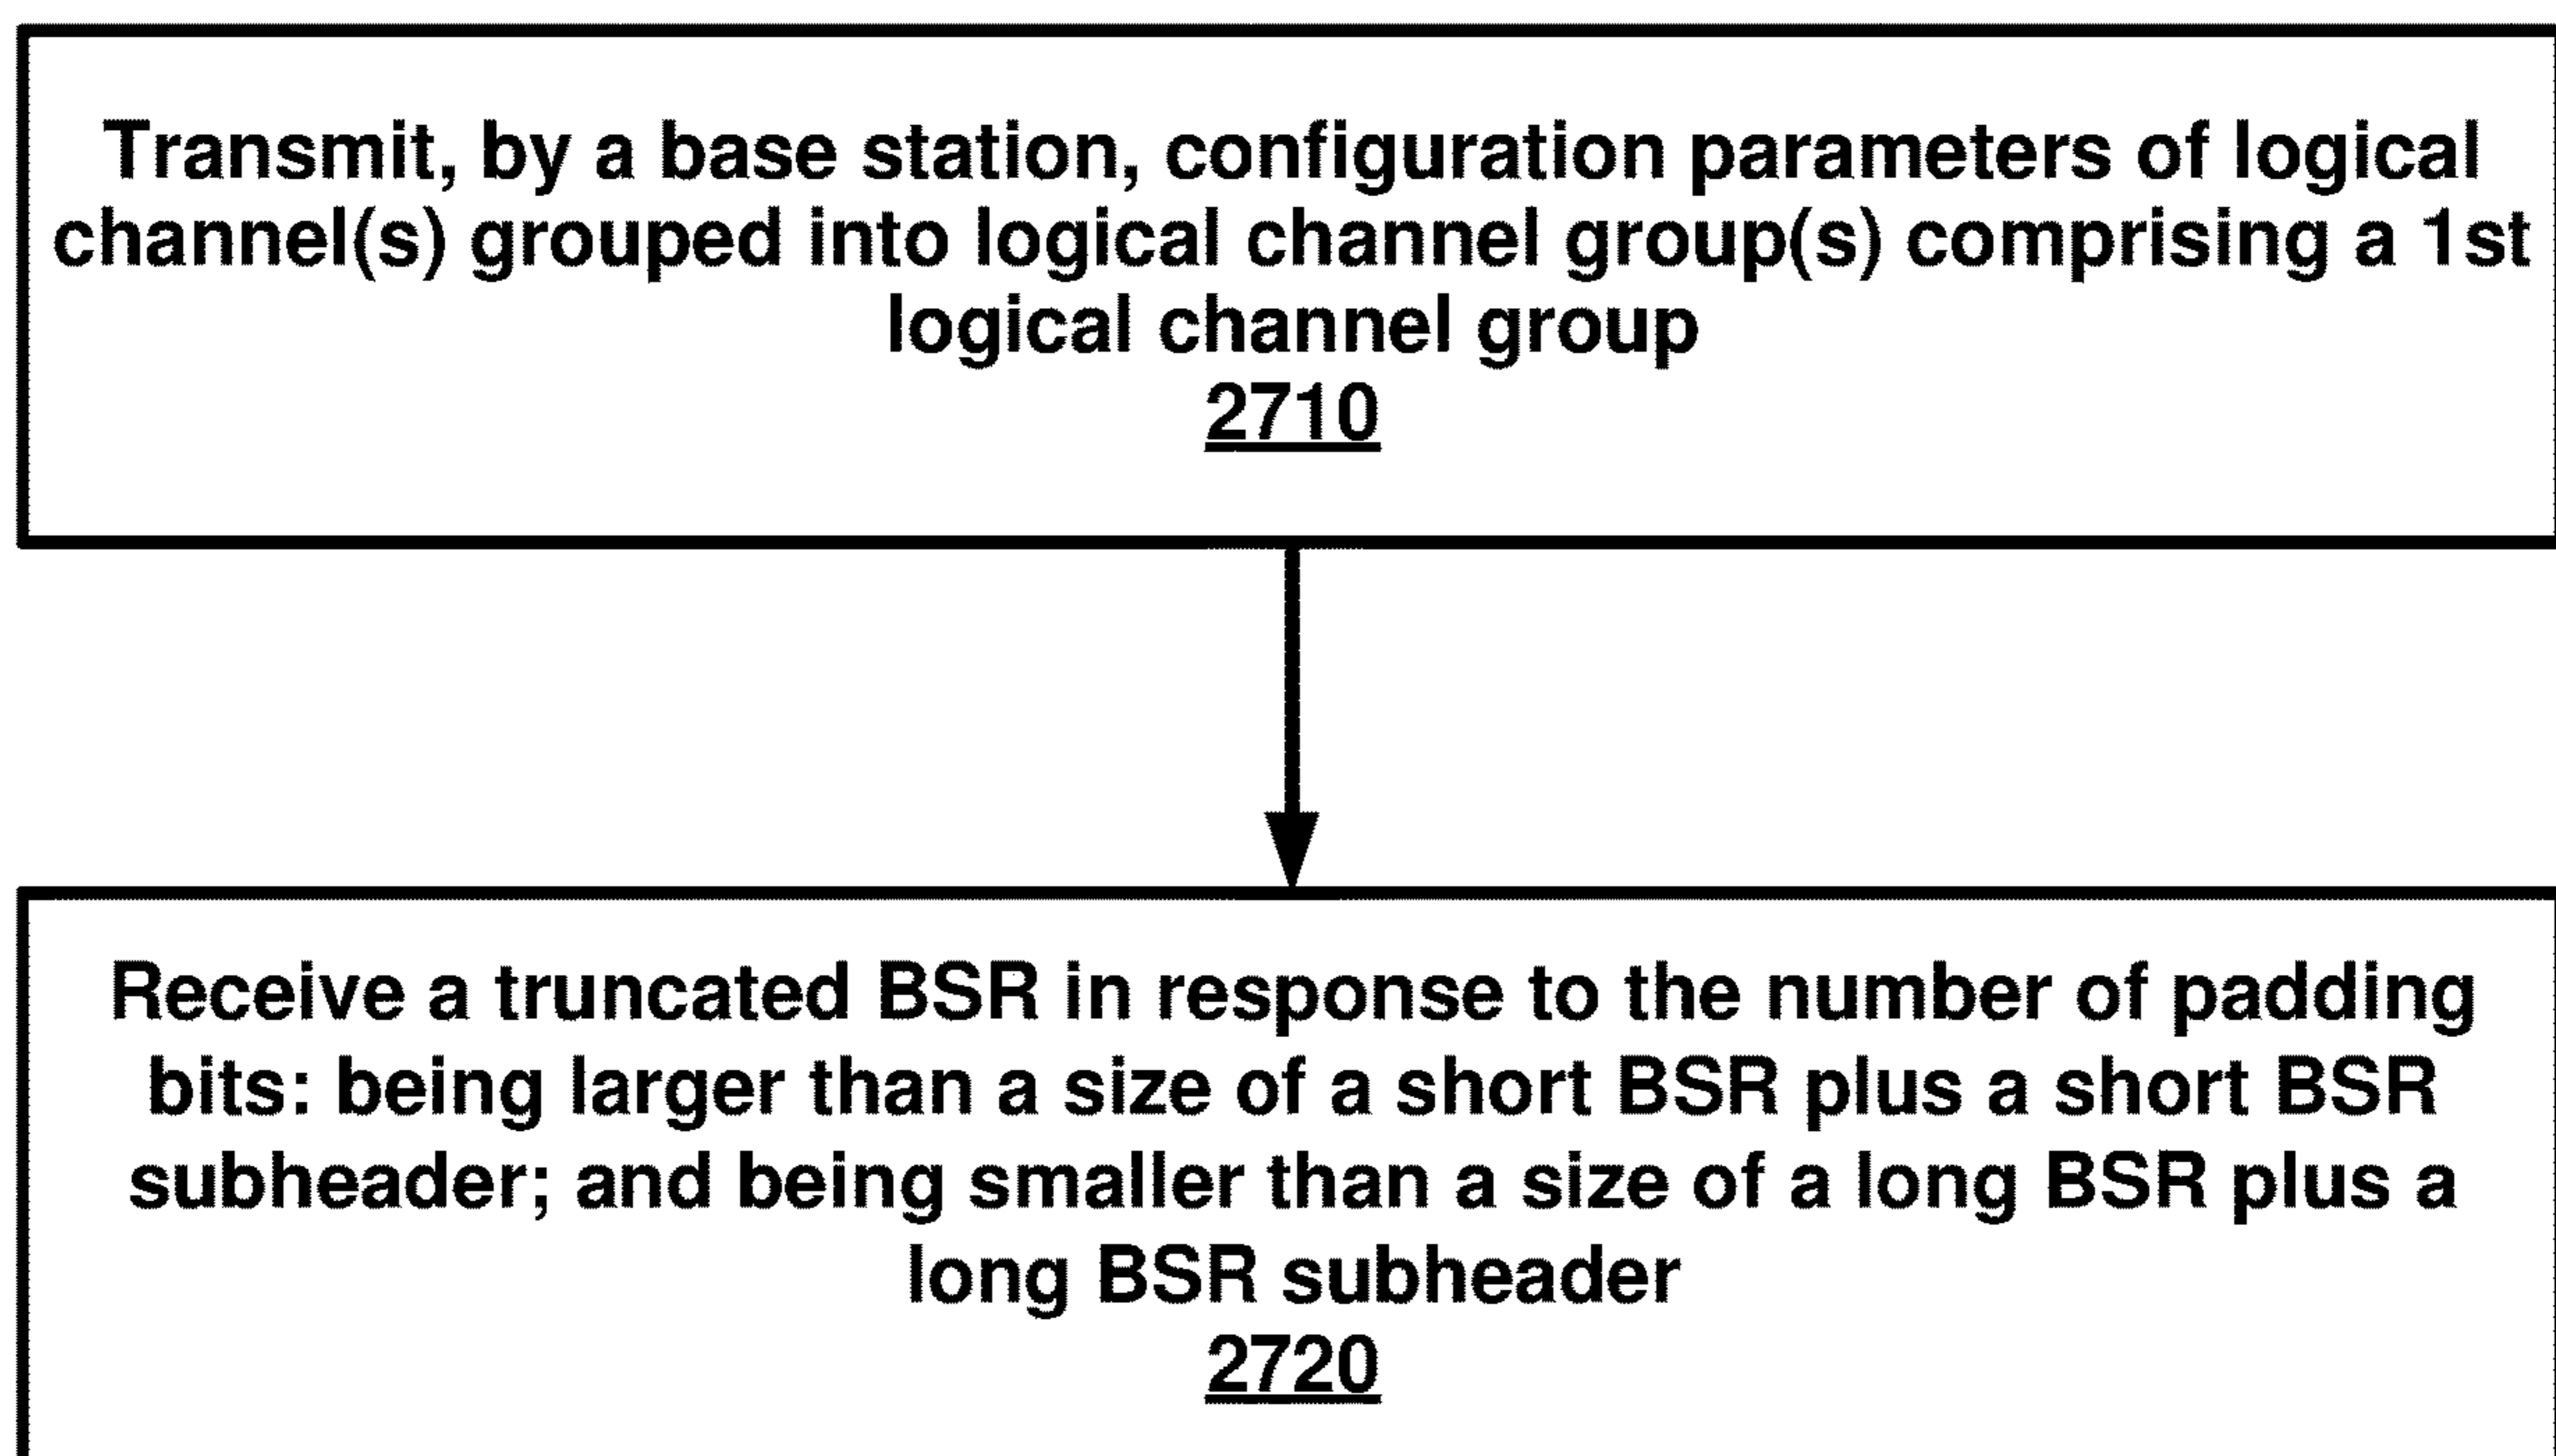 Transmit, by a base station, configuration parameters of logical
channel(s) grouped into logical channel group(s) comprising a 1st
logical channel group
2710
Receive a truncated BSR in response to the number of padding
bits: being larger than a size of a short BSR plus a short BSR
subheader; and being smaller than a size of a long BSR plus a
long BSR subheader
2720